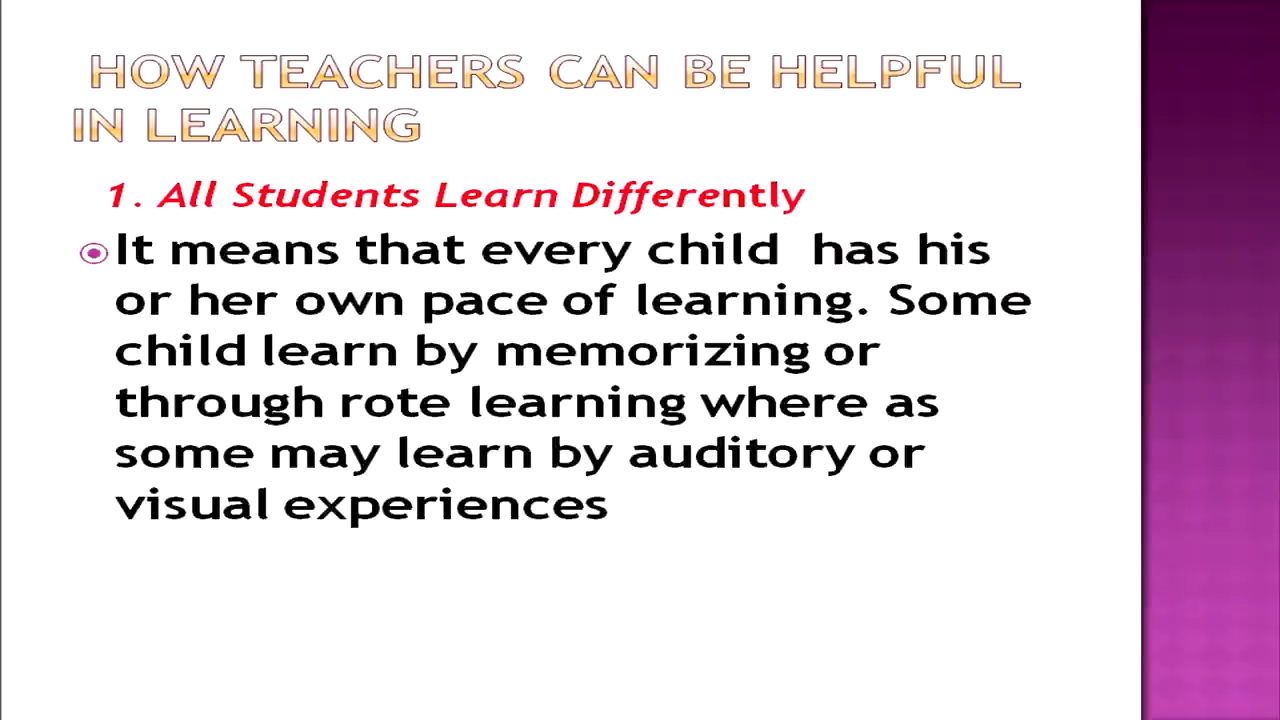 HOW TEACHERS CAN BE HELPFUL
IN LEARNING
1. All Students Learn Differently
It means that every child has his
or her own pace of learning. Some
child learn by memorizing or
through rote learning where as
some may learn by auditory or
visual experiences